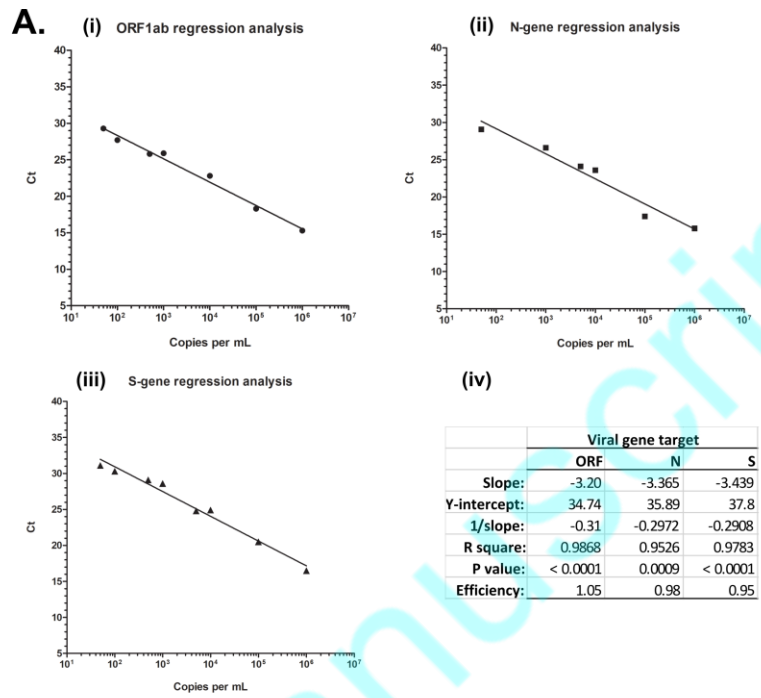 A.
(i) ORF1ab regression analysis
40
35
30
25
20
15
10
5
Ct
10¹ 10² 10³ 10⁴ 10⁵ 10⁶ 10⁷
Copies per mL
(ii) N-gene regression analysis
40
35
30
25
20
15
10
5
Ct
10¹ 10² 10³ 10⁴ 10⁵ 10⁶ 10⁷
Copies per mL
(iii) S-gene regression analysis
40
35
30
25
20
15
10
5
Ct
10¹ 10² 10³ 10⁴ 10⁵ 10⁶ 10⁷
Copies per mL
(iv)
Viral gene target
ORF N S
Slope: -3.20 -3.365 -3.439
Y-intercept: 34.74 35.89 37.8
1/slope: -0.31 -0.2972 -0.2908
R square: 0.9868 0.9526 0.9783
P value: < 0.0001 0.0009 < 0.0001
Efficiency: 1.05 0.98 0.95